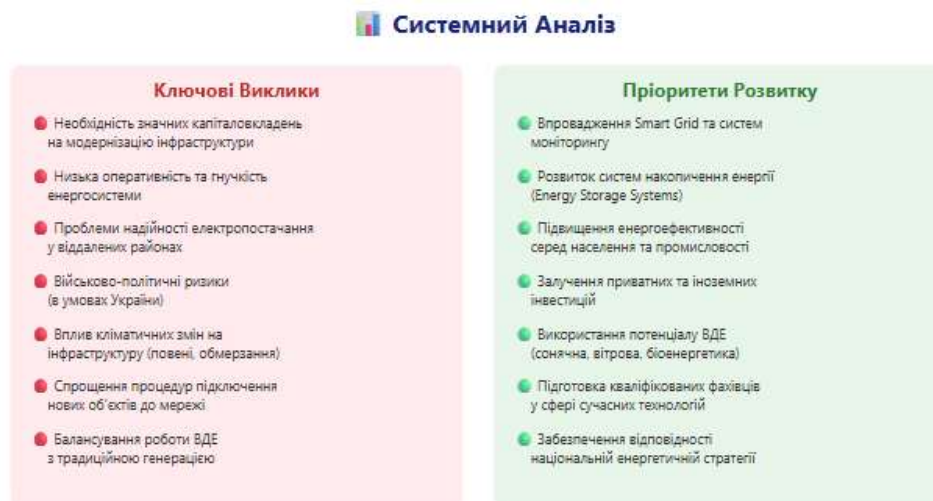 Системний Аналіз
Ключові Виклики
Необхідність значних капіталовкладень
на модернізацію інфраструктури
Низька оперативність та гнучкість
енергосистеми
Проблеми надійності електропостачання
у віддалених районах
Військово-політичні ризики
(в умовах України)
Вплив кліматичних змін на
інфраструктуру (повені, обмерзання)
Спрощення процедур підключення
нових об'єктів до мережі
Балансування роботи ВДЕ
з традиційною генерацією
Пріоритети Розвитку
Впровадження Smart Grid та систем
моніторингу
Розвиток систем накопичення енергії
(Energy Storage Systems)
Підвищення енергоефективності
серед населення та промисловості
Залучення приватних та іноземних
інвестицій
Використання потенціалу ВДЕ
(сонячна, вітрова, біоенергетика)
Підготовка кваліфікованих фахівців
у сфері сучасних технологій
Забезпечення відповідності
національній енергетичній стратегії